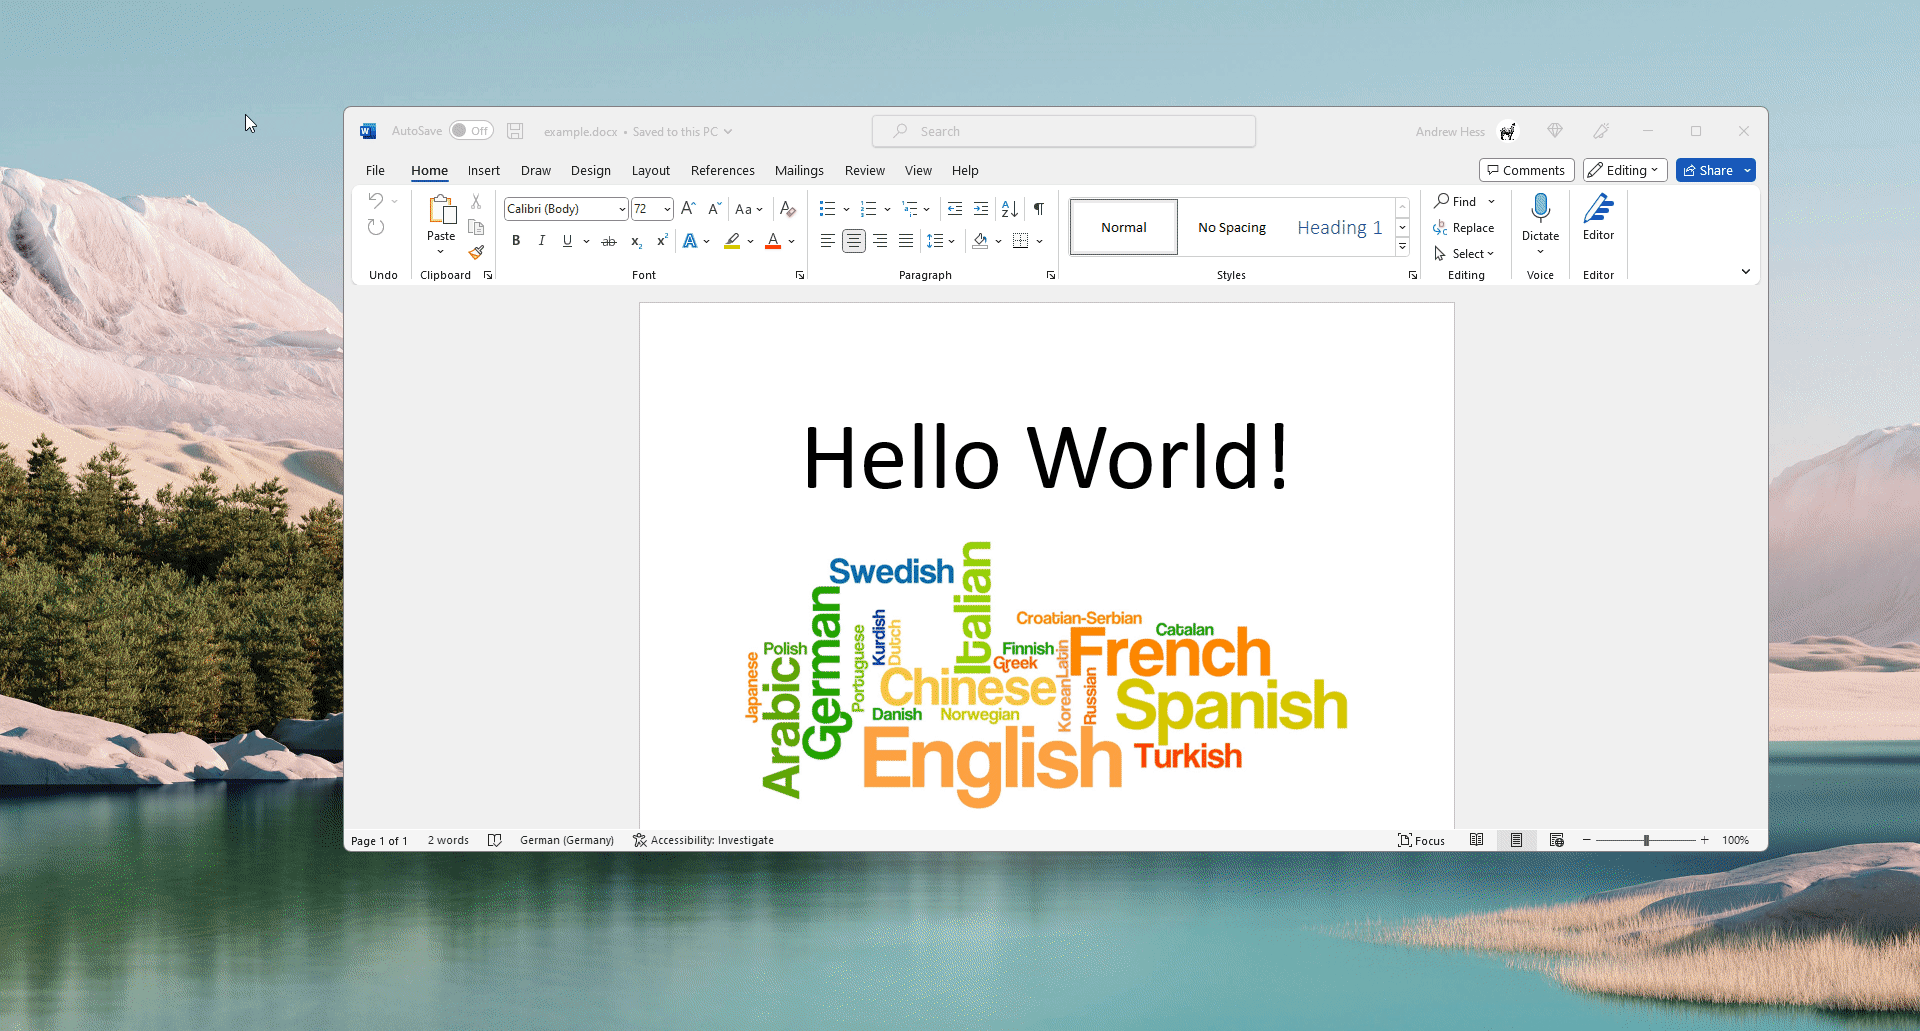 AutoSave Off example.docx • Saved to this PC Search Andrew Hess
File Home Insert Draw Design Layout References Mailings Review View Help Comments Editing Share
Paste
Calibri (Body) 72 Aa
B I U ab x₂ x² A A
Normal No Spacing Heading 1
Find
Replace
Select
Dictate
Editor
Undo Clipboard Font Paragraph Styles Editing Voice Editor
Hello World!
Swedish
Italian
German
Kurdish
Dutch
Portuguese
Polish
Japanese
Arabic
Croatian-Serbian
Catalan
Finnish
Greek
Latin
French
Chinese
Korean
Russian
Spanish
Danish
Norwegian
English
Turkish
Page 1 of 1 2 words German (Germany) Accessibility: Investigate Focus 100%